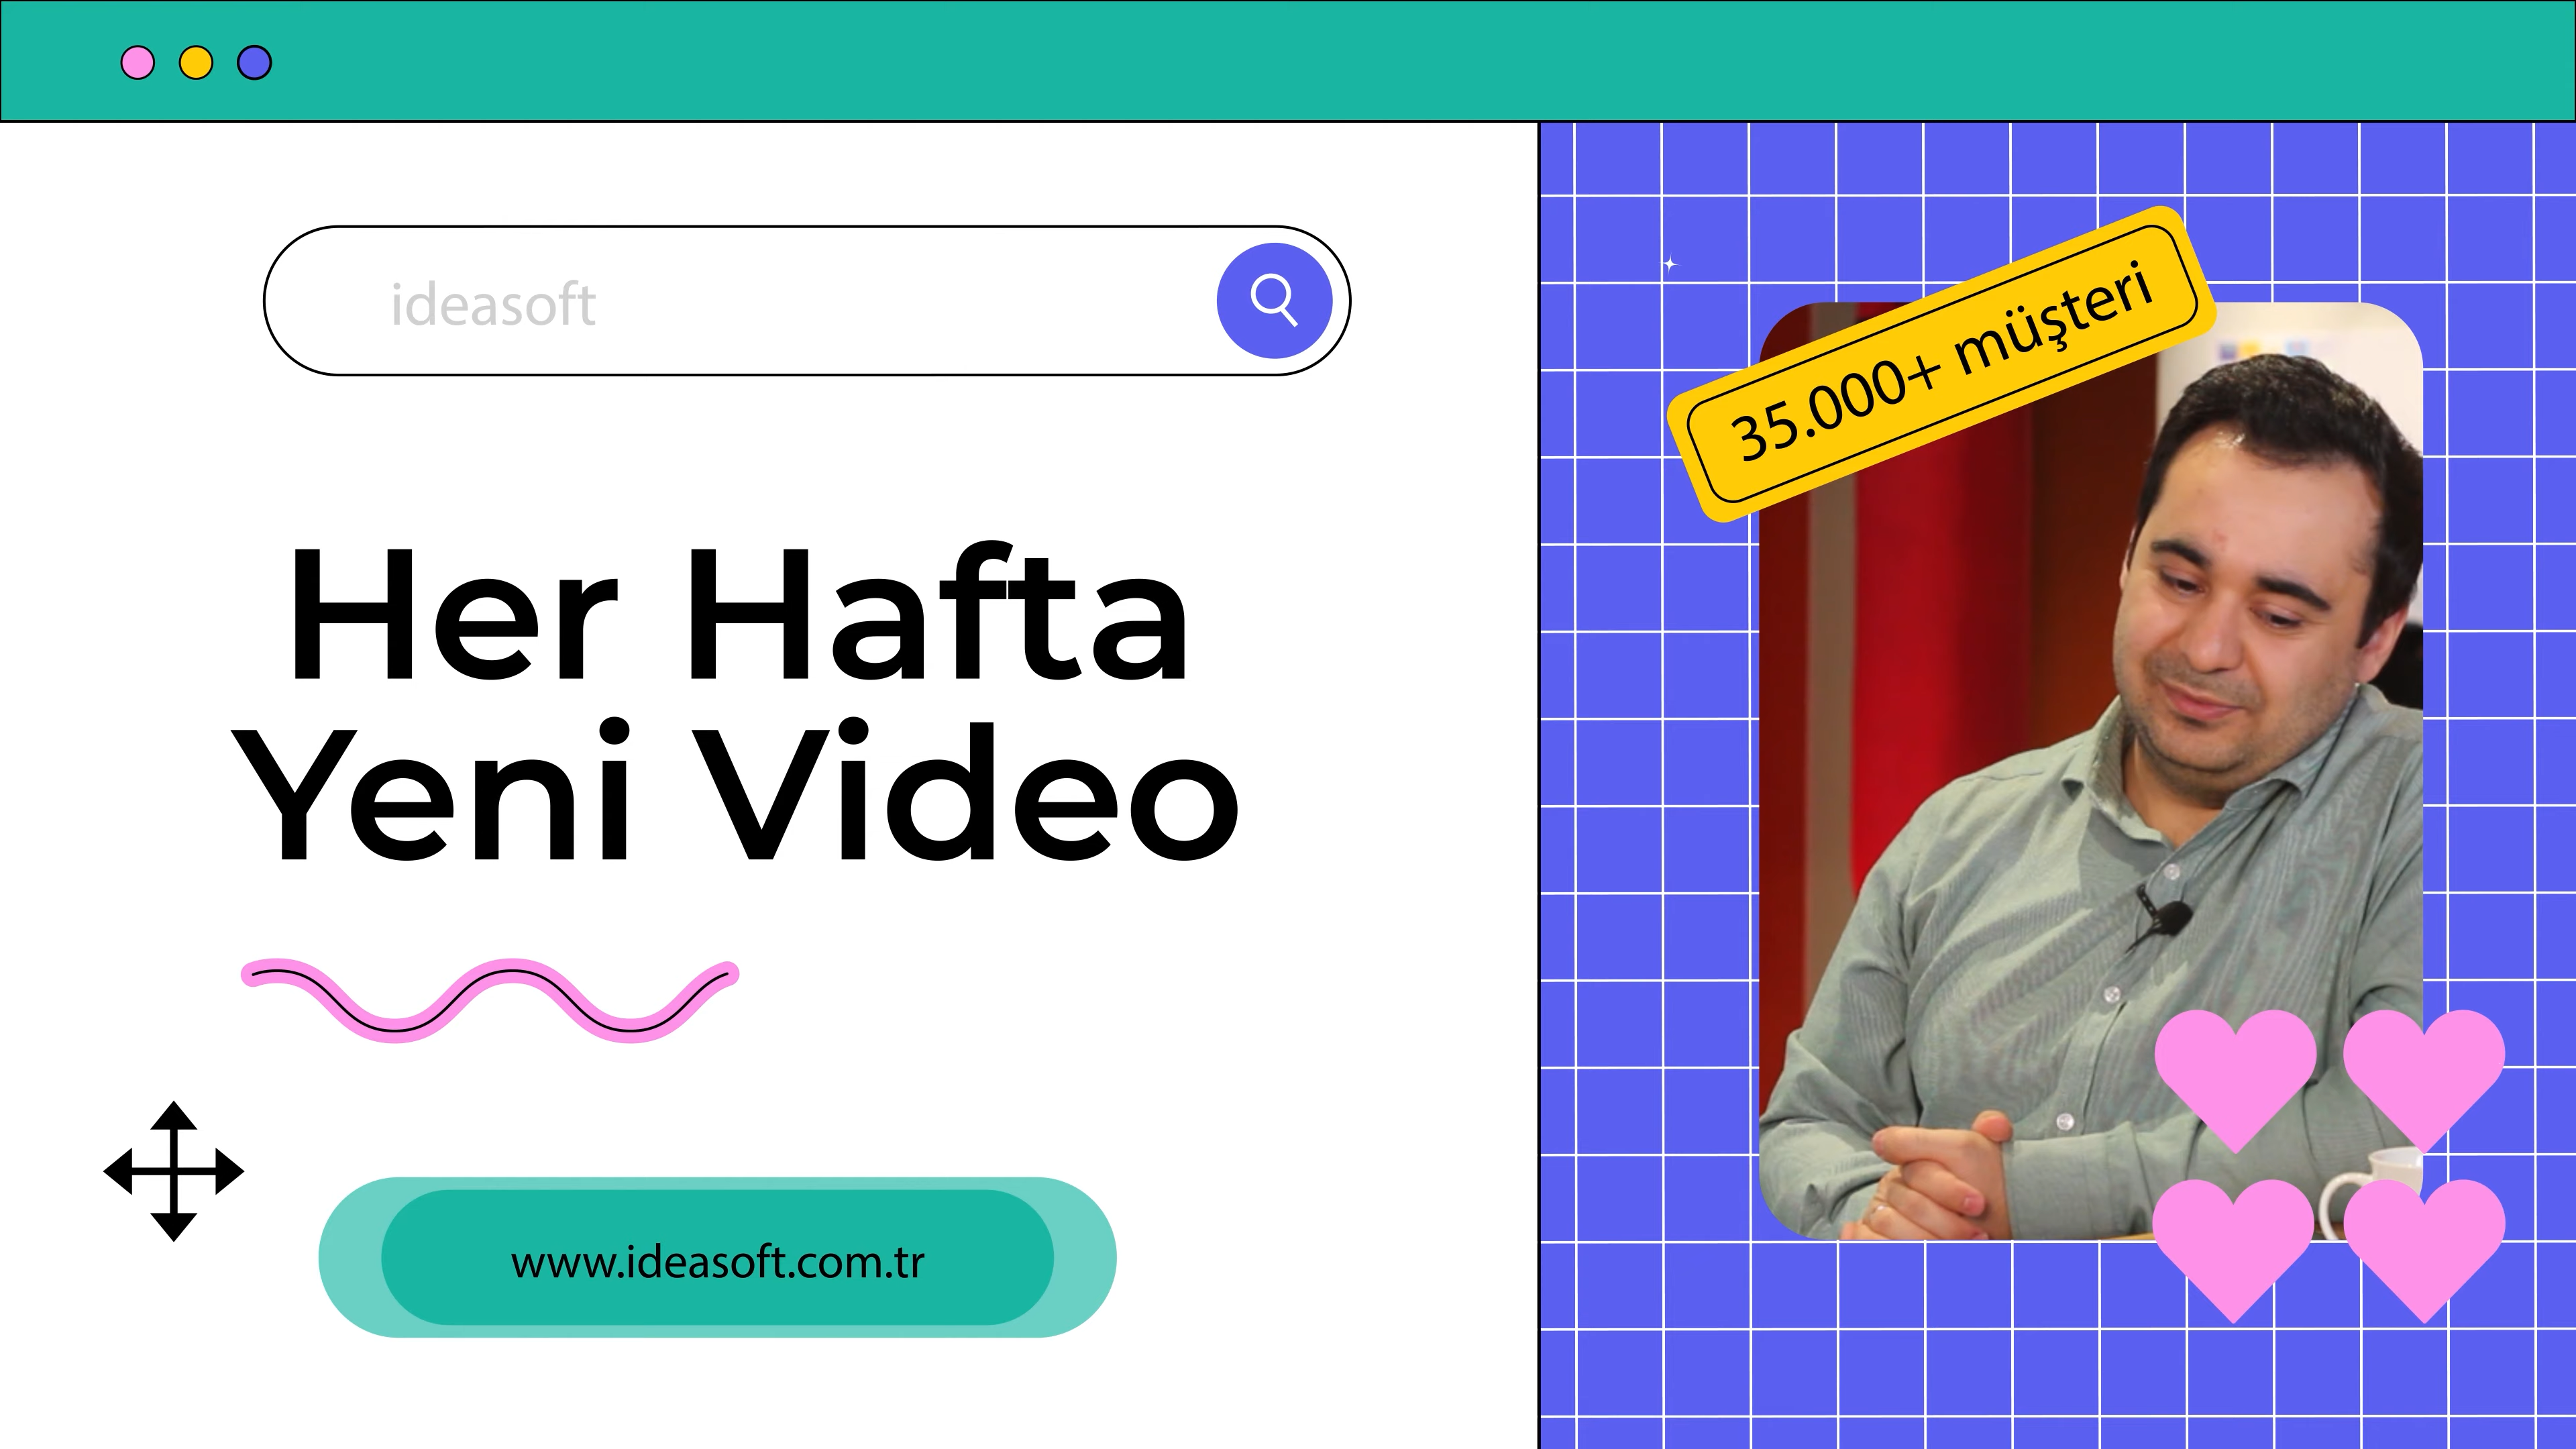 ideasoft
Her Hafta
Yeni Video
www.ideasoft.com.tr
35.000+ müşteri